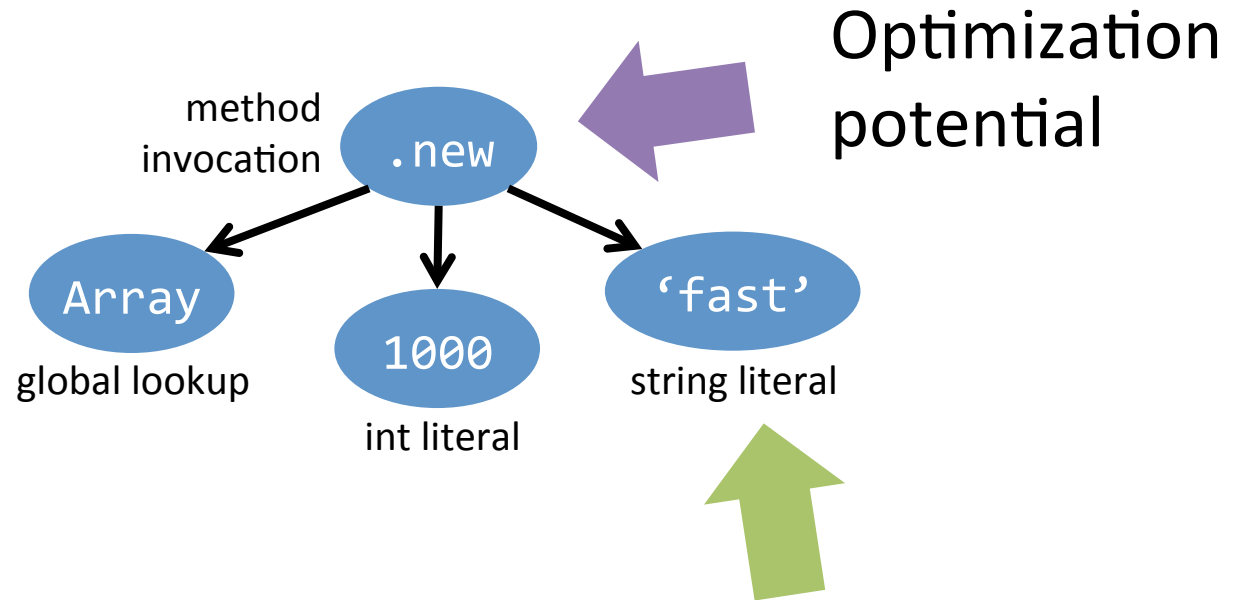 Optimization
potential
method
invocation
.new
Array
1000
‘fast’
global lookup
int literal
string literal